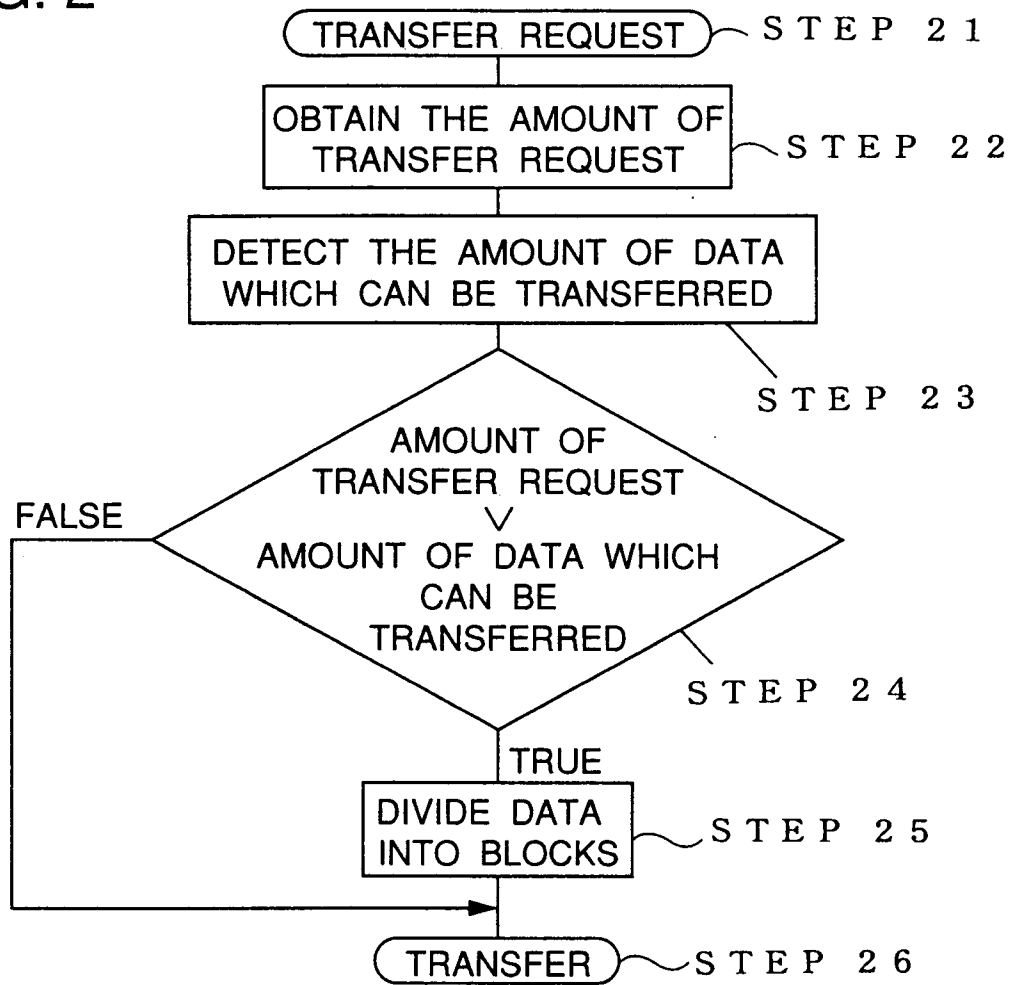 G. 2
TRANSFER REQUEST
STEP 21
OBTAIN THE AMOUNT OF
TRANSFER REQUEST
STEP 22
DETECT THE AMOUNT OF DATA
WHICH CAN BE TRANSFERRED
STEP 23
AMOUNT OF
TRANSFER REQUEST
∨
AMOUNT OF DATA WHICH
CAN BE
TRANSFERRED
FALSE
STEP 24
TRUE
DIVIDE DATA
INTO BLOCKS
STEP 25
TRANSFER
STEP 26